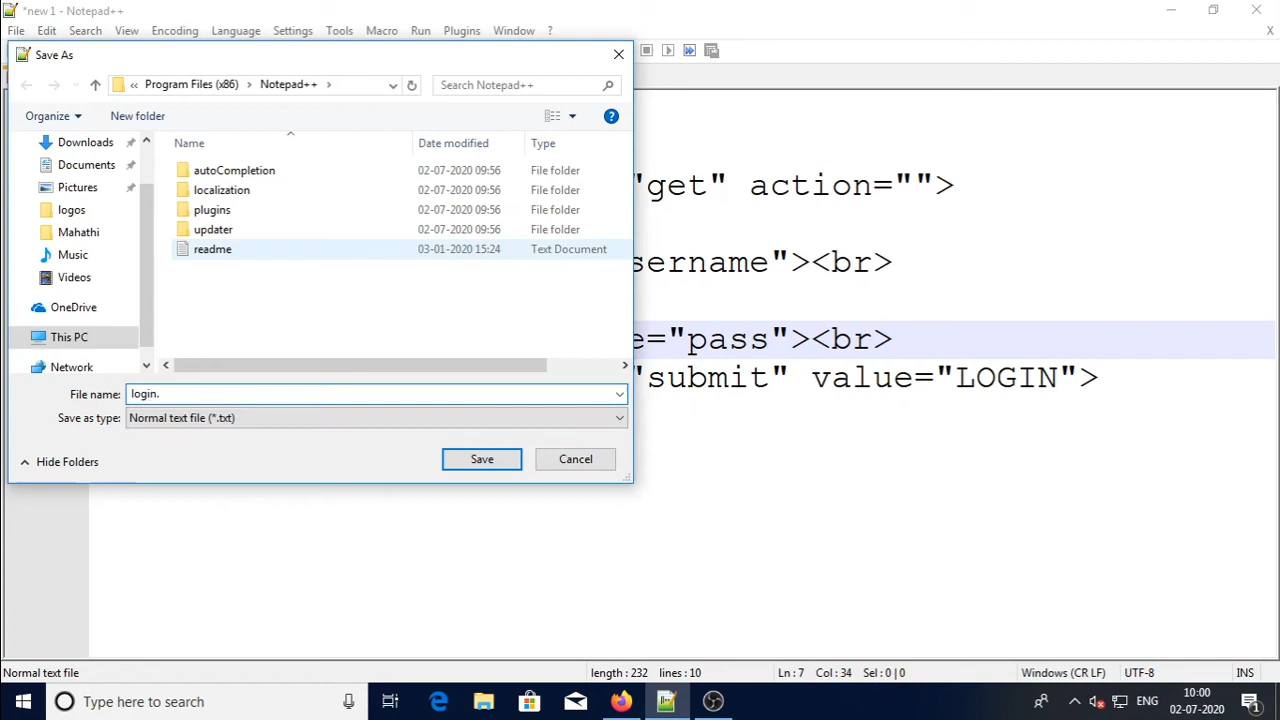 *new 1 - Notepad++
File Edit Search View Encoding Language Settings Tools Macro Run Plugins Window ? X
Save As
« Program Files (x86) › Notepad++ ›
Search Notepad++
Organize New folder
Name Date modified Type
Downloads
Documents
Pictures
logos
Mahathi
Music
Videos
OneDrive
This PC
Network
autoCompletion 02-07-2020 09:56 File folder
localization 02-07-2020 09:56 File folder
plugins 02-07-2020 09:56 File folder
updater 02-07-2020 09:56 File folder
readme 03-01-2020 15:24 Text Document
File name: login.
Save as type: Normal text file (*.txt)
Hide Folders Save Cancel
"get" action="">
sername"><br>
e="pass"><br>
"submit" value="LOGIN">
Normal text file length : 232 lines : 10 Ln : 7 Col : 34 Sel : 0 | 0 Windows (CR LF) UTF-8 INS
Type here to search
ENG
10:00
02-07-2020
1